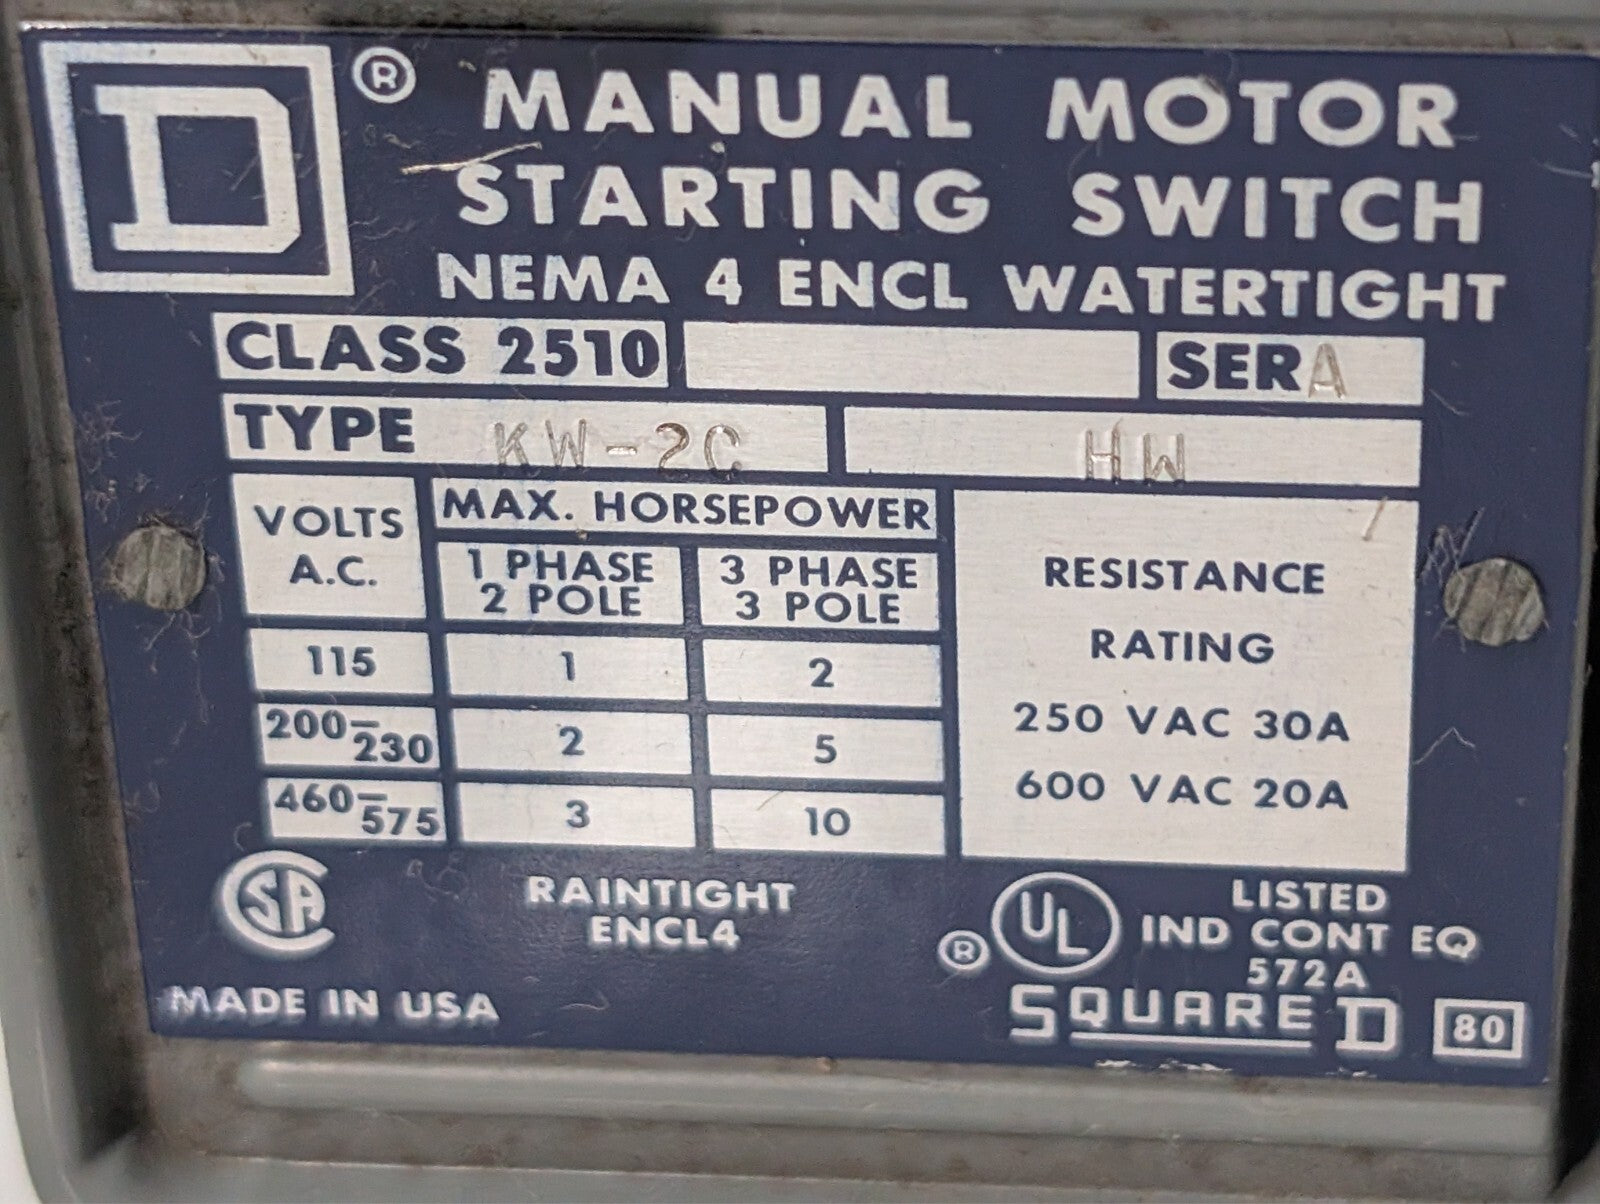 D ®
MANUAL MOTOR
STARTING SWITCH
NEMA 4 ENCL WATERTIGHT
CLASS 2510 SER A
TYPE KW-2C HW
VOLTS A.C.
MAX. HORSEPOWER
1 PHASE 2 POLE
3 PHASE 3 POLE
115 1 2
200-230 2 5
460-575 3 10
RESISTANCE
RATING
250 VAC 30A
600 VAC 20A
SA
RAINTIGHT
ENCL4
® UL
LISTED
IND CONT EQ
572A
MADE IN USA
SQUARE D 80